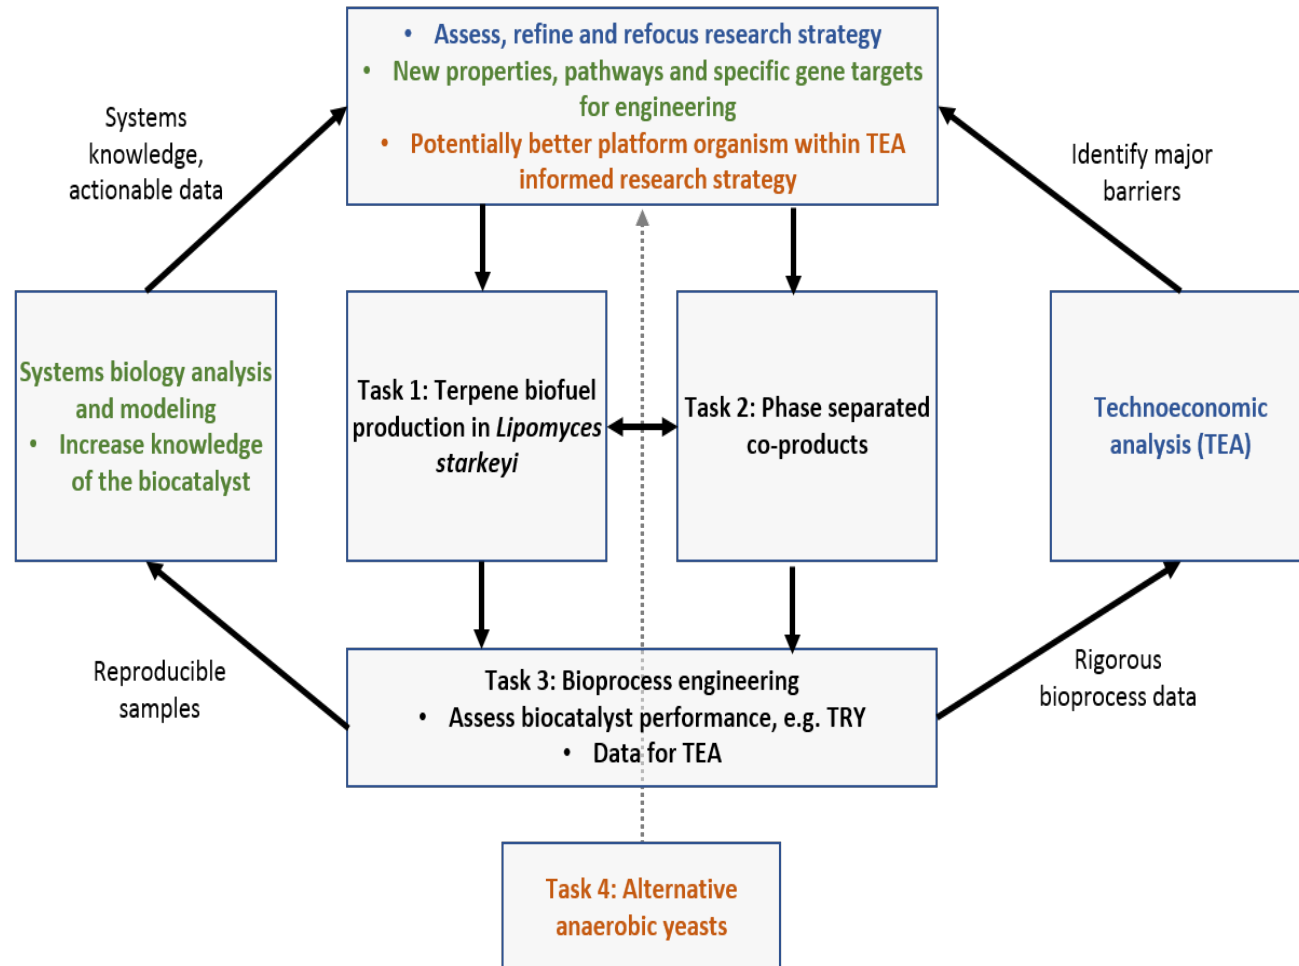 • Assess, refine and refocus research strategy
• New properties, pathways and specific gene targets
for engineering
• Potentially better platform organism within TEA
informed research strategy
Systems
knowledge,
actionable data
Identify major
barriers
Systems biology analysis
and modeling
• Increase knowledge
of the biocatalyst
Task 1: Terpene biofuel
production in Lipomyces
starkeyi
Task 2: Phase separated
co-products
Technoeconomic
analysis (TEA)
Reproducible
samples
Task 3: Bioprocess engineering
• Assess biocatalyst performance, e.g. TRY
• Data for TEA
Rigorous
bioprocess data
Task 4: Alternative
anaerobic yeasts